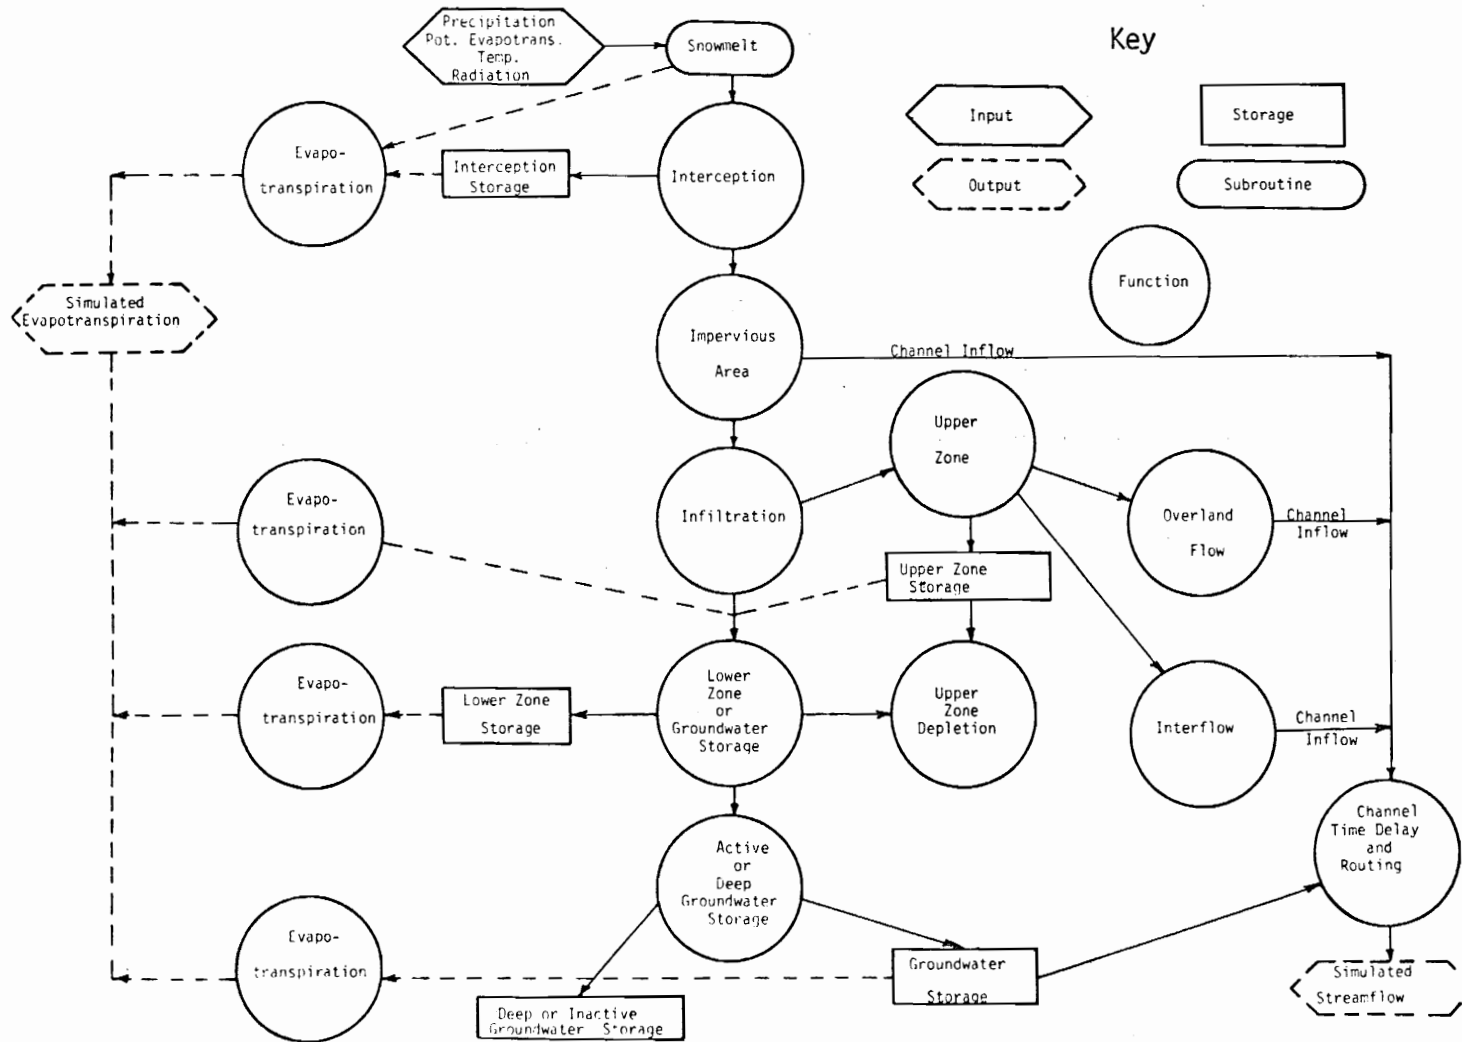 Precipitation
Pot. Evapotrans.
Temp.
Radiation
Snowmelt
Key
Input
Storage
Output
Subroutine
Function
Evapo-
transpiration
Interception
Storage
Interception
Simulated
Evapotranspiration
Impervious
Area
Channel Inflow
Upper
Zone
Evapo-
transpiration
Infiltration
Overland
Flow
Channel
Inflow
Upper Zone
Storage
Evapo-
transpiration
Lower Zone
Storage
Lower
Zone
or
Groundwater
Storage
Upper
Zone
Depletion
Interflow
Channel
Inflow
Channel
Time Delay
and
Routing
Active
or
Deep
Groundwater
Storage
Evapo-
transpiration
Groundwater
Storage
Deep or Inactive
Groundwater Storage
Simulated
Streamflow